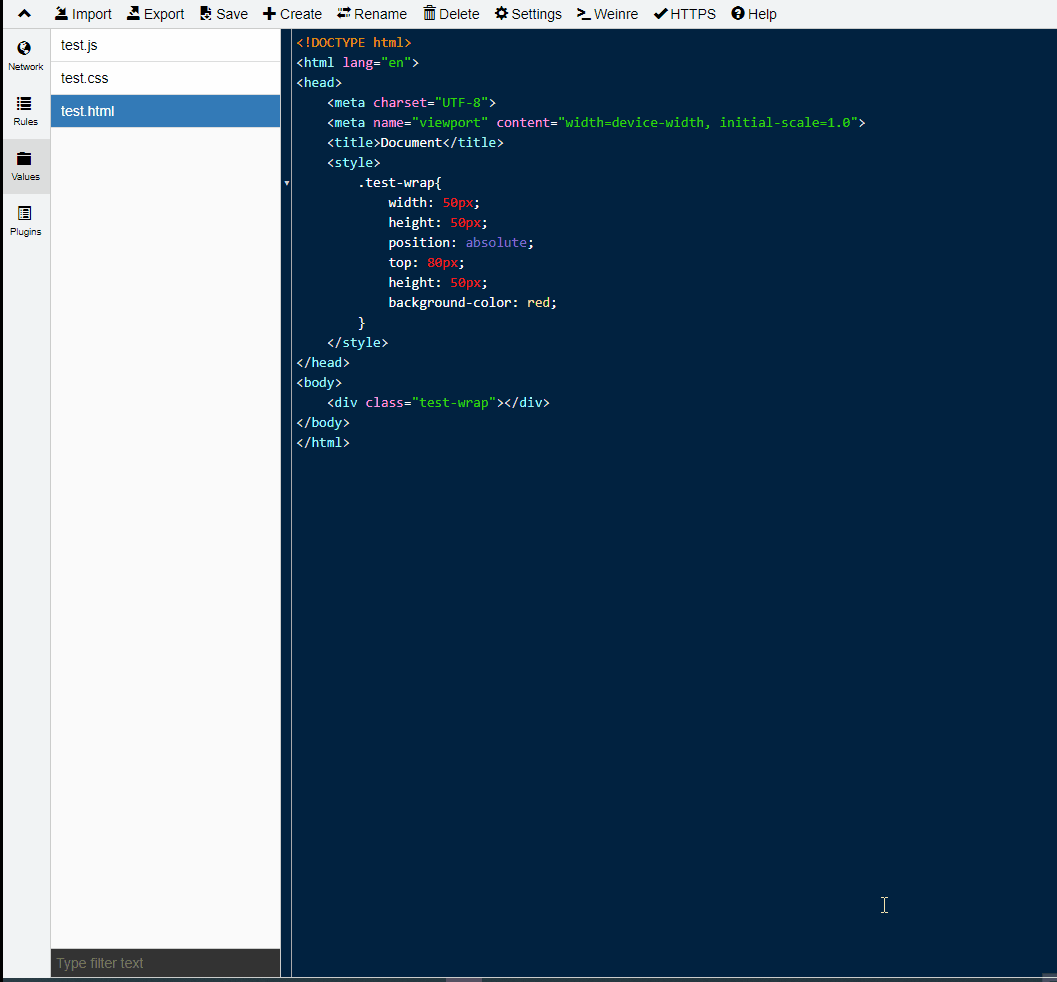 Import Export Save Create Rename Delete Settings Weinre HTTPS Help
Network
Rules
Values
Plugins
test.js
test.css
test.html
Type filter text
<!DOCTYPE html>
<html lang="en">
<head>
    <meta charset="UTF-8">
    <meta name="viewport" content="width=device-width, initial-scale=1.0">
    <title>Document</title>
    <style>
        .test-wrap{
            width: 50px;
            height: 50px;
            position: absolute;
            top: 80px;
            height: 50px;
            background-color: red;
        }
    </style>
</head>
<body>
    <div class="test-wrap"></div>
</body>
</html>